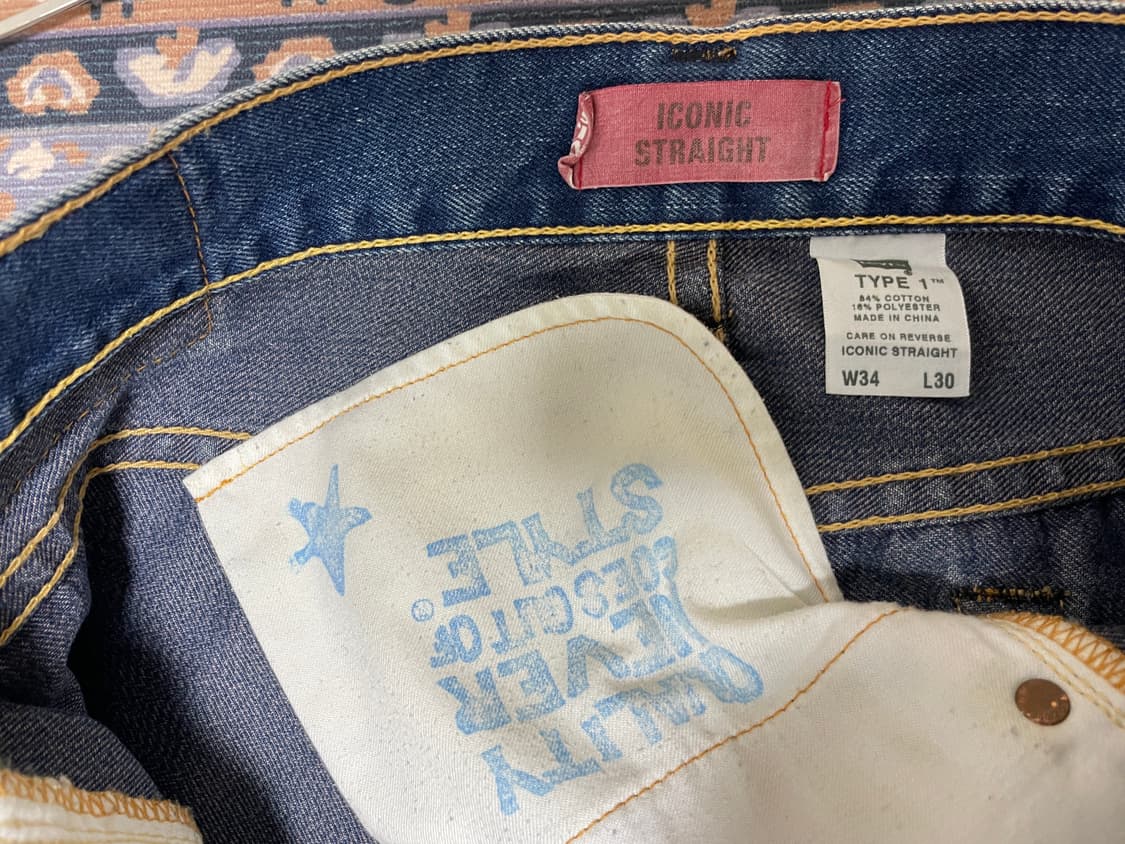 ICONIC
STRAIGHT
TYPE 1™
84% COTTON
16% POLYESTER
MADE IN CHINA
CARE ON REVERSE
ICONIC STRAIGHT
W34 L30
QUALITY
NEVER
GOES OUT OF
STYLE®